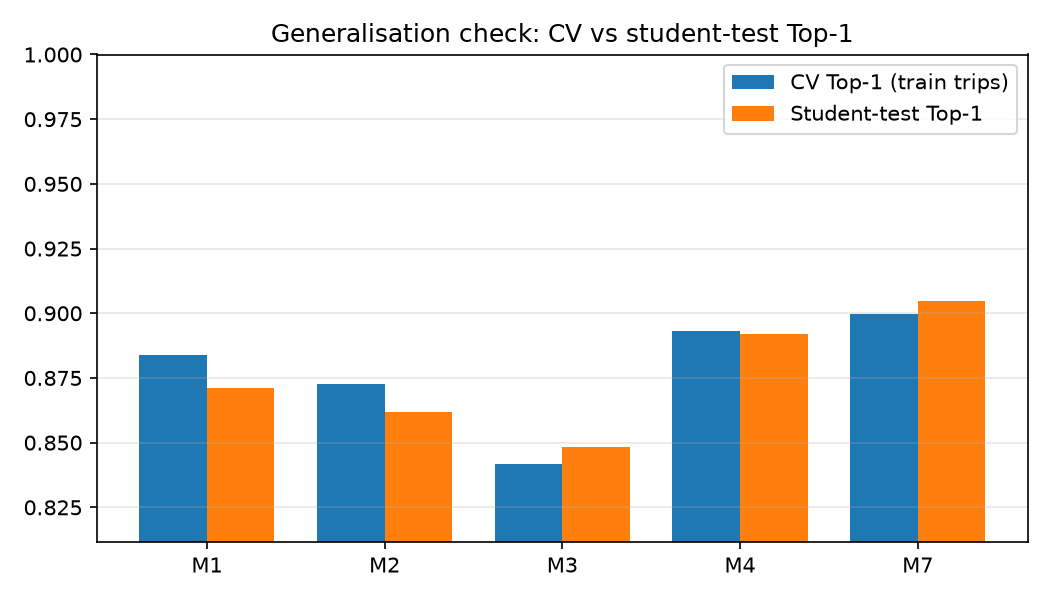 Generalisation check: CV vs student-test Top-1
CV Top-1 (train trips)
Student-test Top-1
1.000
0.975
0.950
0.925
0.900
0.875
0.850
0.825
M1 M2 M3 M4 M7